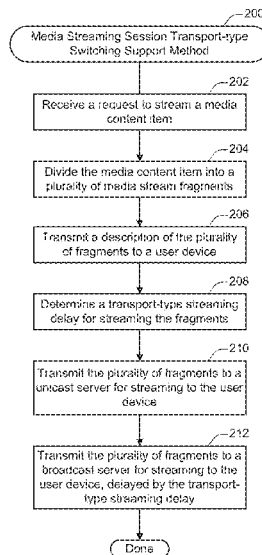 200
Media Streaming Session Transport-type
Switching Support Method
202
Receive a request to stream a media
content item
204
Divide the media content item into a
plurality of media stream fragments
206
Transmit a description of the plurality
of fragments to a user device
208
Determine a transport-type streaming
delay for streaming the fragments
210
Transmit the plurality of fragments to a
unicast server for streaming to the user
device
212
Transmit the plurality of fragments to a
broadcast server for streaming to the
user device, delayed by the transport-
type streaming delay
Done